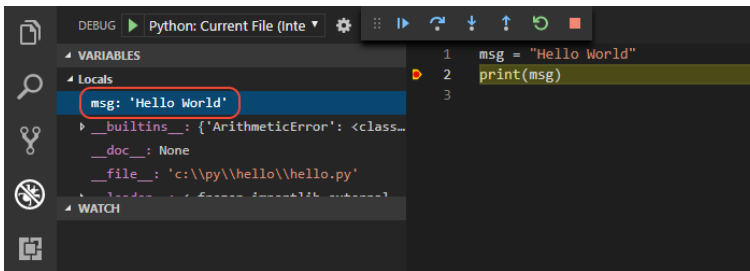 DEBUG Python: Current File (Inte
VARIABLES
Locals
msg: 'Hello World'
__builtins__: {'ArithmeticError': <class…
__doc__: None
__file__: 'c:\\py\\hello\\hello.py'
WATCH
1 msg = "Hello World"
2 print(msg)
3